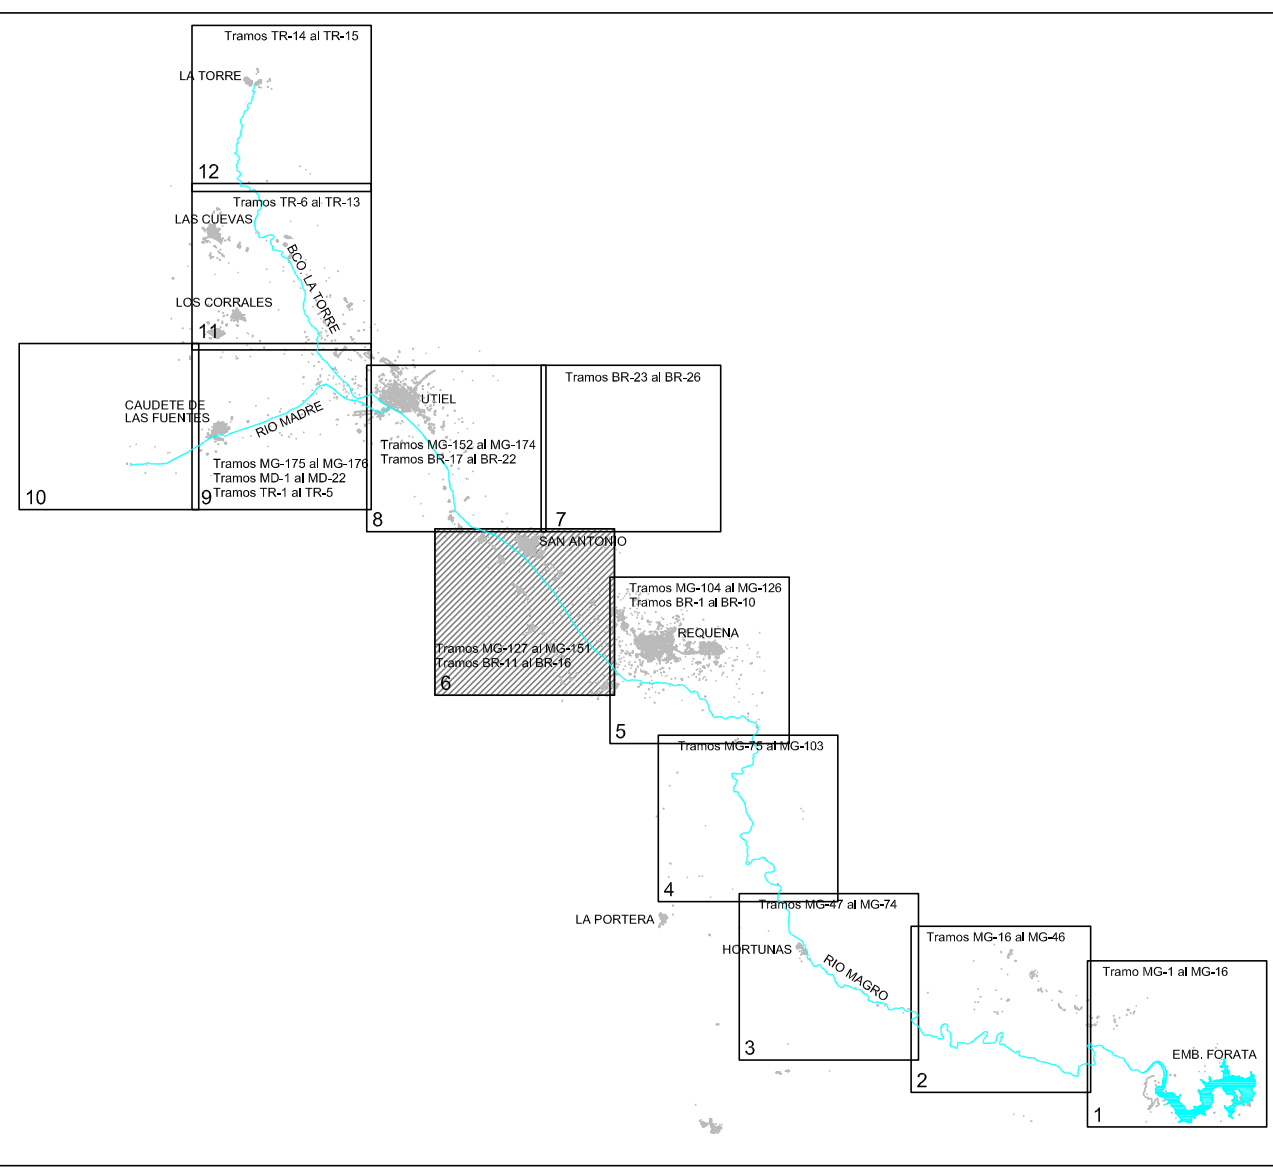 Tramos TR-14 al TR-15
LA TORRE
12
Tramos TR-6 al TR-13
LAS CUEVAS
BCO. LA TORRE
LOS CORRALES
11
Tramos BR-23 al BR-26
UTIEL
CAUDETE DE
LAS FUENTES
RIO MADRE
Tramos MG-152 al MG-174
Tramos BR-17 al BR-22
Tramos MG-175 al MG-176
Tramos MD-1 al MD-22
Tramos TR-1 al TR-5
10
9
8
7
SAN ANTONIO
Tramos MG-104 al MG-126
Tramos BR-1 al BR-10
REQUENA
Tramos MG-127 al MG-151
Tramos BR-11 al BR-16
6
5
Tramos MG-75 al MG-103
4
Tramos MG-47 al MG-74
LA PORTERA
HORTUNAS
RIO MAGRO
Tramos MG-16 al MG-46
Tramo MG-1 al MG-16
3
EMB. FORATA
2
1